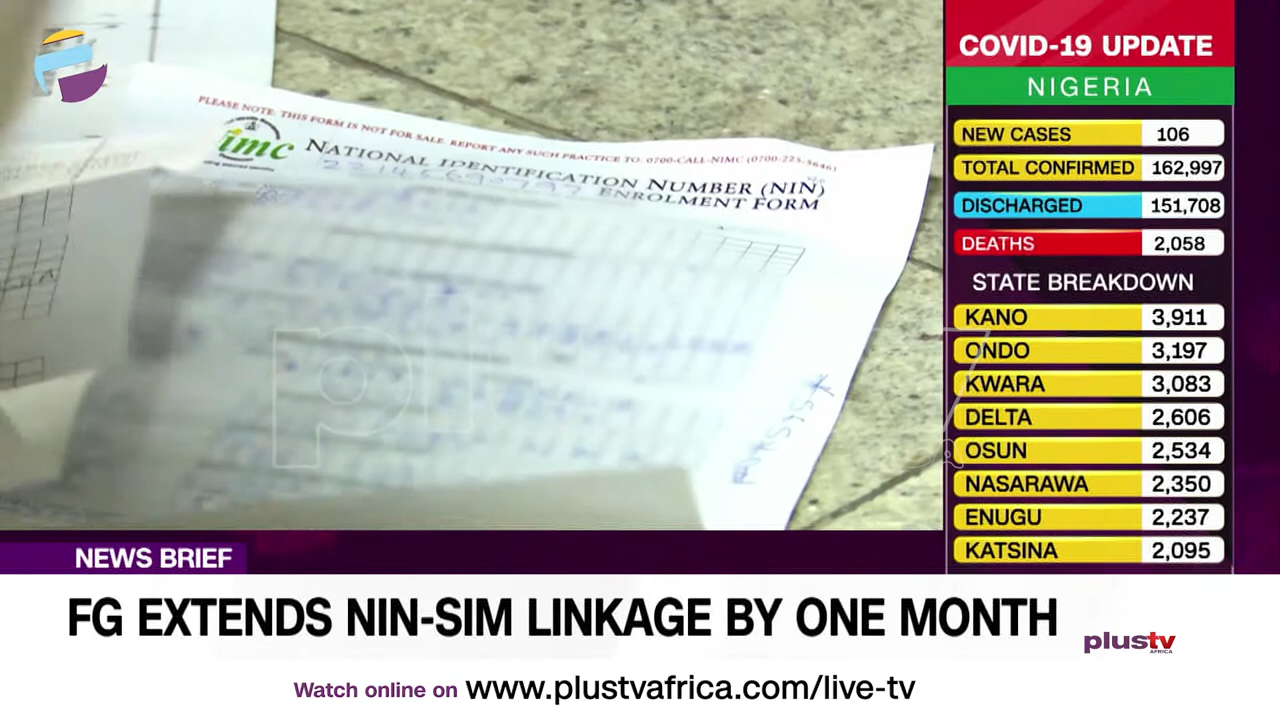 PLEASE NOTE: THIS FORM IS NOT FOR SALE. REPORT ANY SUCH PRACTICE TO: 0700-CALL-NIMC (0700-225-5646)
imc
NATIONAL IDENTIFICATION NUMBER (NIN)
ENROLMENT FORM
COVID-19 UPDATE
NIGERIA
NEW CASES 106
TOTAL CONFIRMED 162,997
DISCHARGED 151,708
DEATHS 2,058
STATE BREAKDOWN
KANO 3,911
ONDO 3,197
KWARA 3,083
DELTA 2,606
OSUN 2,534
NASARAWA 2,350
ENUGU 2,237
KATSINA 2,095
NEWS BRIEF
FG EXTENDS NIN-SIM LINKAGE BY ONE MONTH
plustv
AFRICA
Watch online on www.plustvafrica.com/live-tv